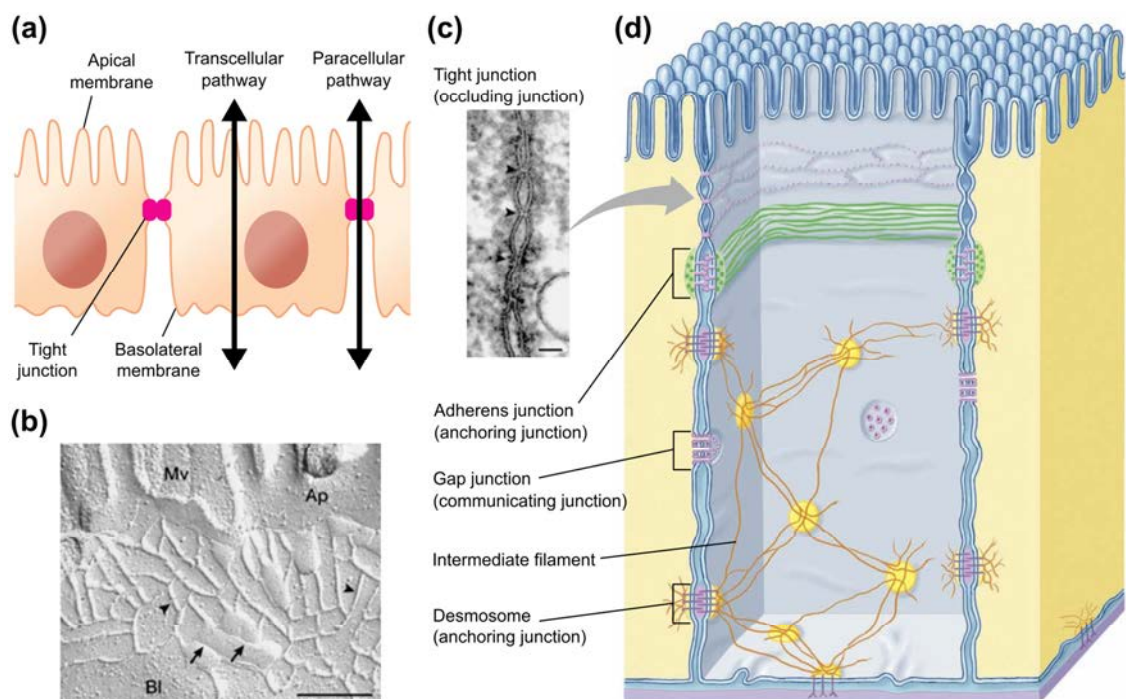 (a)
Apical
membrane
Transcellular
pathway
Paracellular
pathway
Tight
junction
Basolateral
membrane
(b)
Mv
Ap
Bl
(c)
Tight junction
(occluding junction)
(d)
Adherens junction
(anchoring junction)
Gap junction
(communicating junction)
Intermediate filament
Desmosome
(anchoring junction)